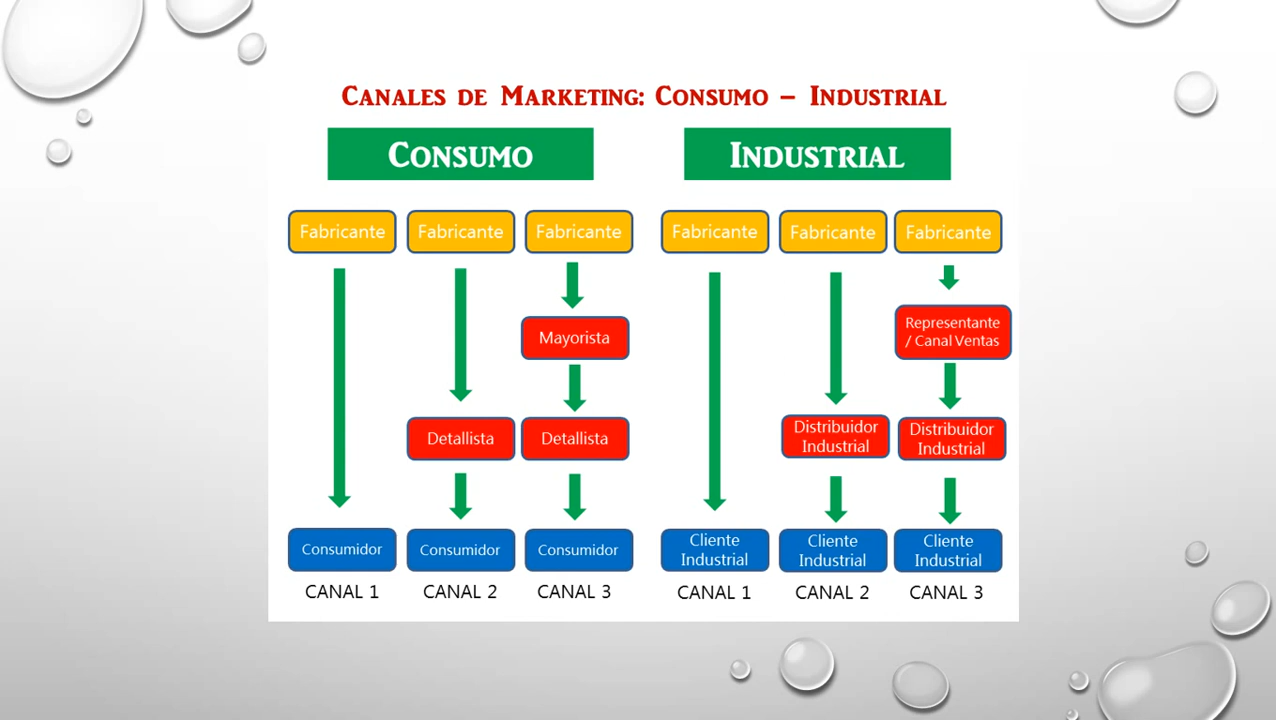 CANALES DE MARKETING: CONSUMO – INDUSTRIAL
CONSUMO
INDUSTRIAL
Fabricante
Fabricante
Fabricante
Fabricante
Fabricante
Fabricante
Mayorista
Representante
/ Canal Ventas
Detallista
Detallista
Distribuidor
Industrial
Distribuidor
Industrial
Consumidor
Consumidor
Consumidor
Cliente
Industrial
Cliente
Industrial
Cliente
Industrial
CANAL 1
CANAL 2
CANAL 3
CANAL 1
CANAL 2
CANAL 3